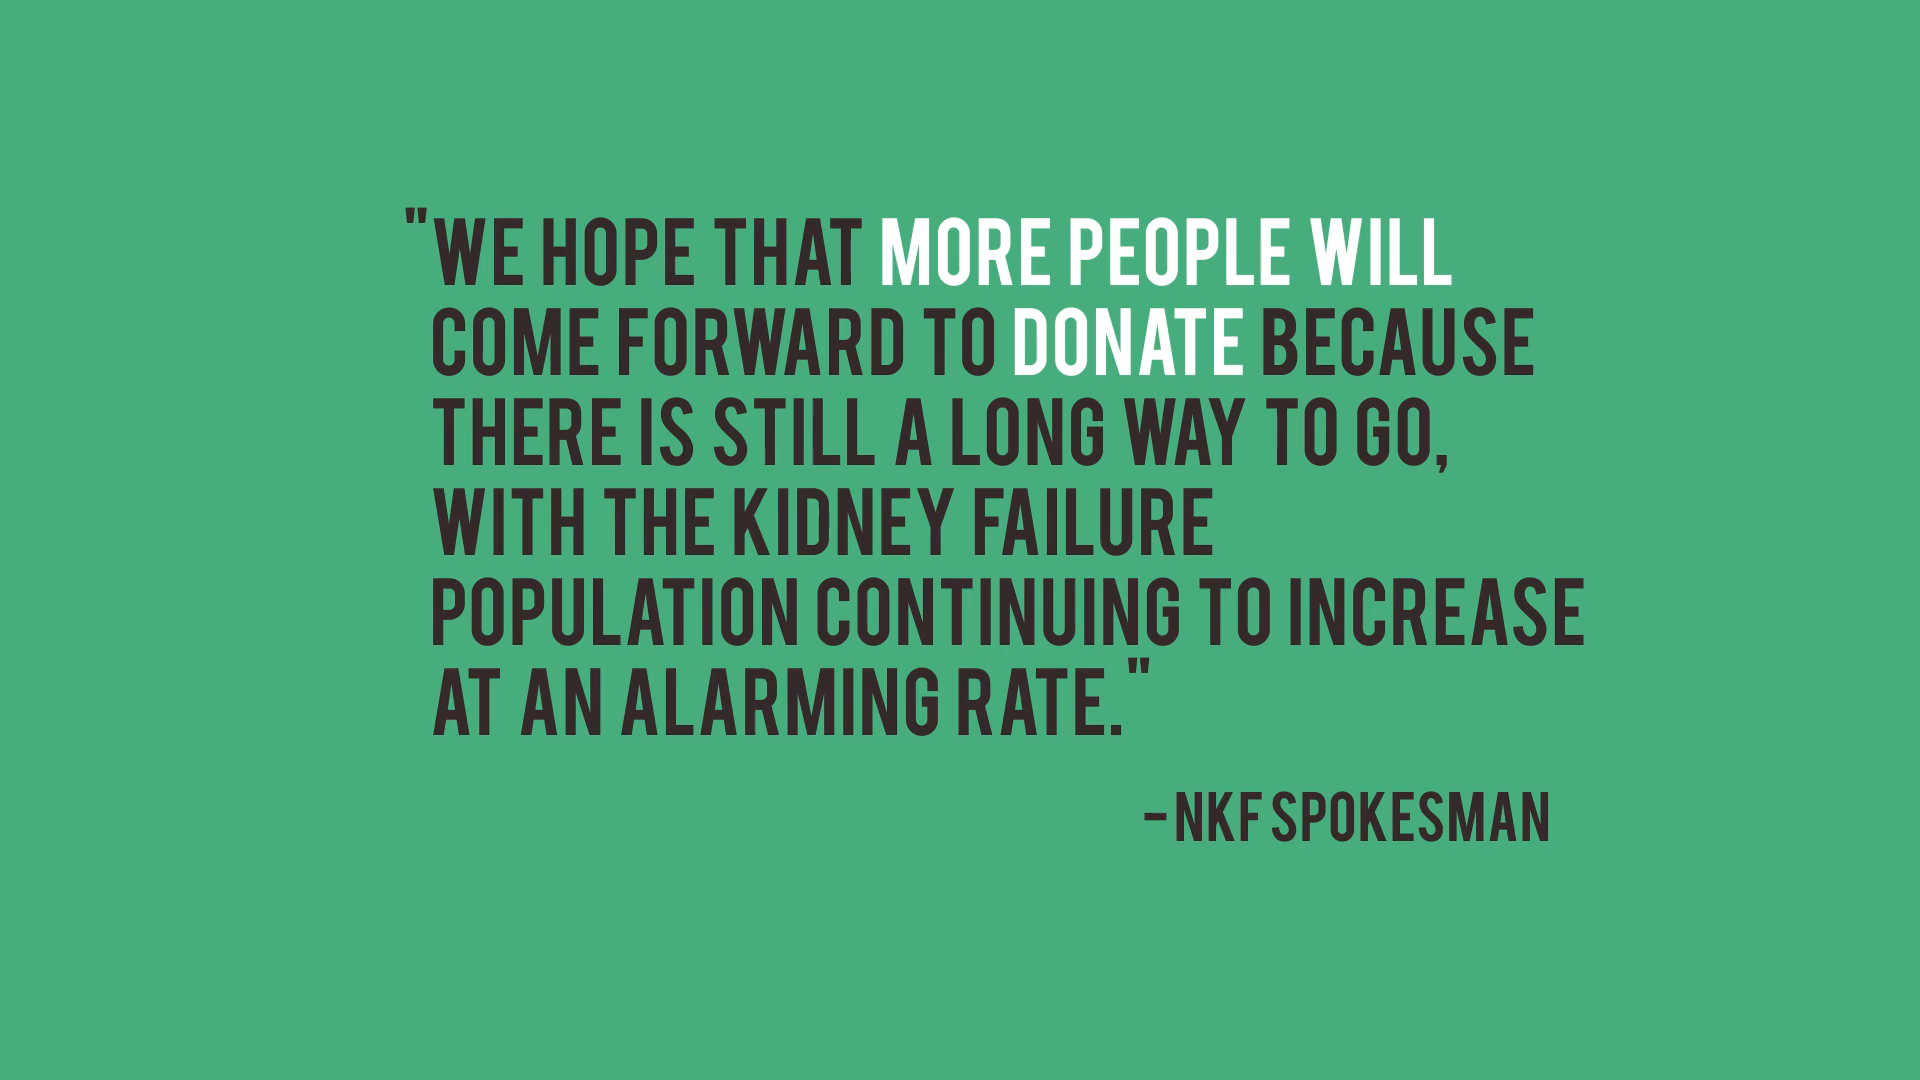 "WE HOPE THAT MORE PEOPLE WILL
COME FORWARD TO DONATE BECAUSE
THERE IS STILL A LONG WAY TO GO,
WITH THE KIDNEY FAILURE
POPULATION CONTINUING TO INCREASE
AT AN ALARMING RATE."
– NKF SPOKESMAN